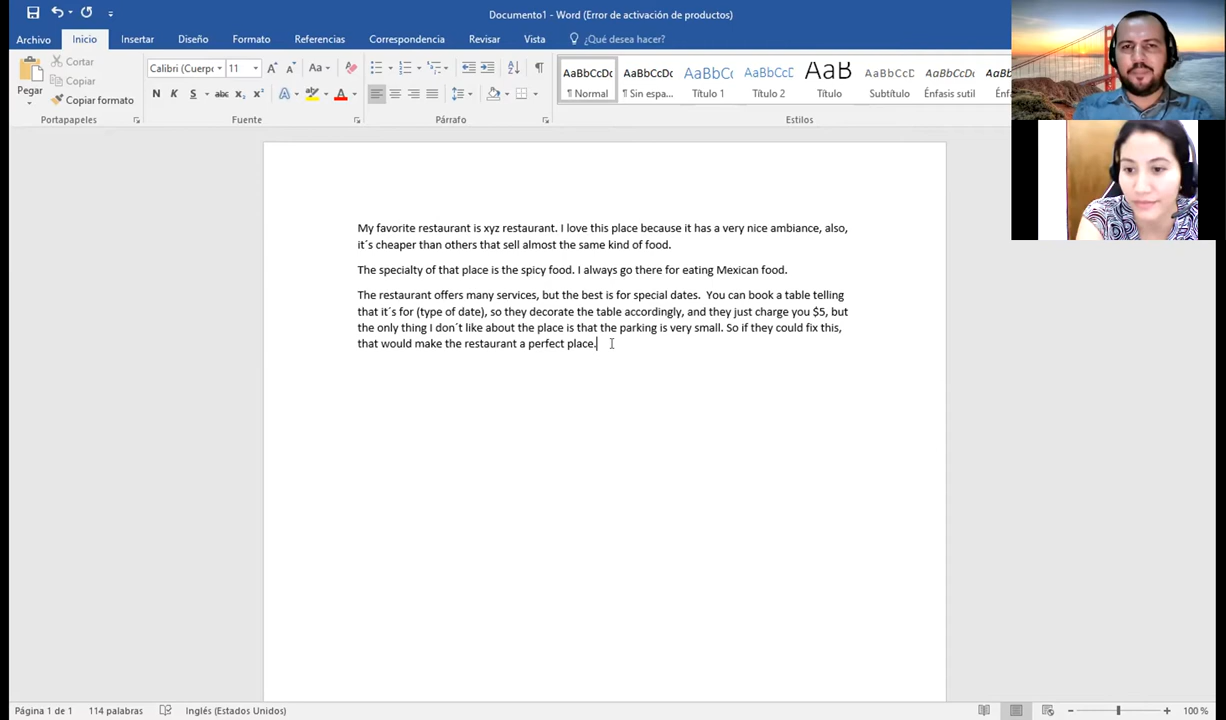 Documento1 - Word (Error de activación de productos)
Archivo Inicio Insertar Diseño Formato Referencias Correspondencia Revisar Vista ¿Qué desea hacer?
Pegar
Cortar
Copiar
Copiar formato
Calibri (Cuerpo 11
N K S abc x₂ x²
AaBbCcDc AaBbCcDc AaBbCc AaBbCcC AaB AaBbCcD AaBbCcDc AaBb
¶ Normal ¶ Sin espa... Título 1 Título 2 Título Subtítulo Énfasis sutil Énfasis
Portapapeles Fuente Párrafo Estilos
My favorite restaurant is xyz restaurant. I love this place because it has a very nice ambiance, also,
it´s cheaper than others that sell almost the same kind of food.
The specialty of that place is the spicy food. I always go there for eating Mexican food.
The restaurant offers many services, but the best is for special dates.  You can book a table telling
that it´s for (type of date), so they decorate the table accordingly, and they just charge you $5, but
the only thing I don´t like about the place is that the parking is very small. So if they could fix this,
that would make the restaurant a perfect place.
Página 1 de 1 114 palabras Inglés (Estados Unidos) 100 %